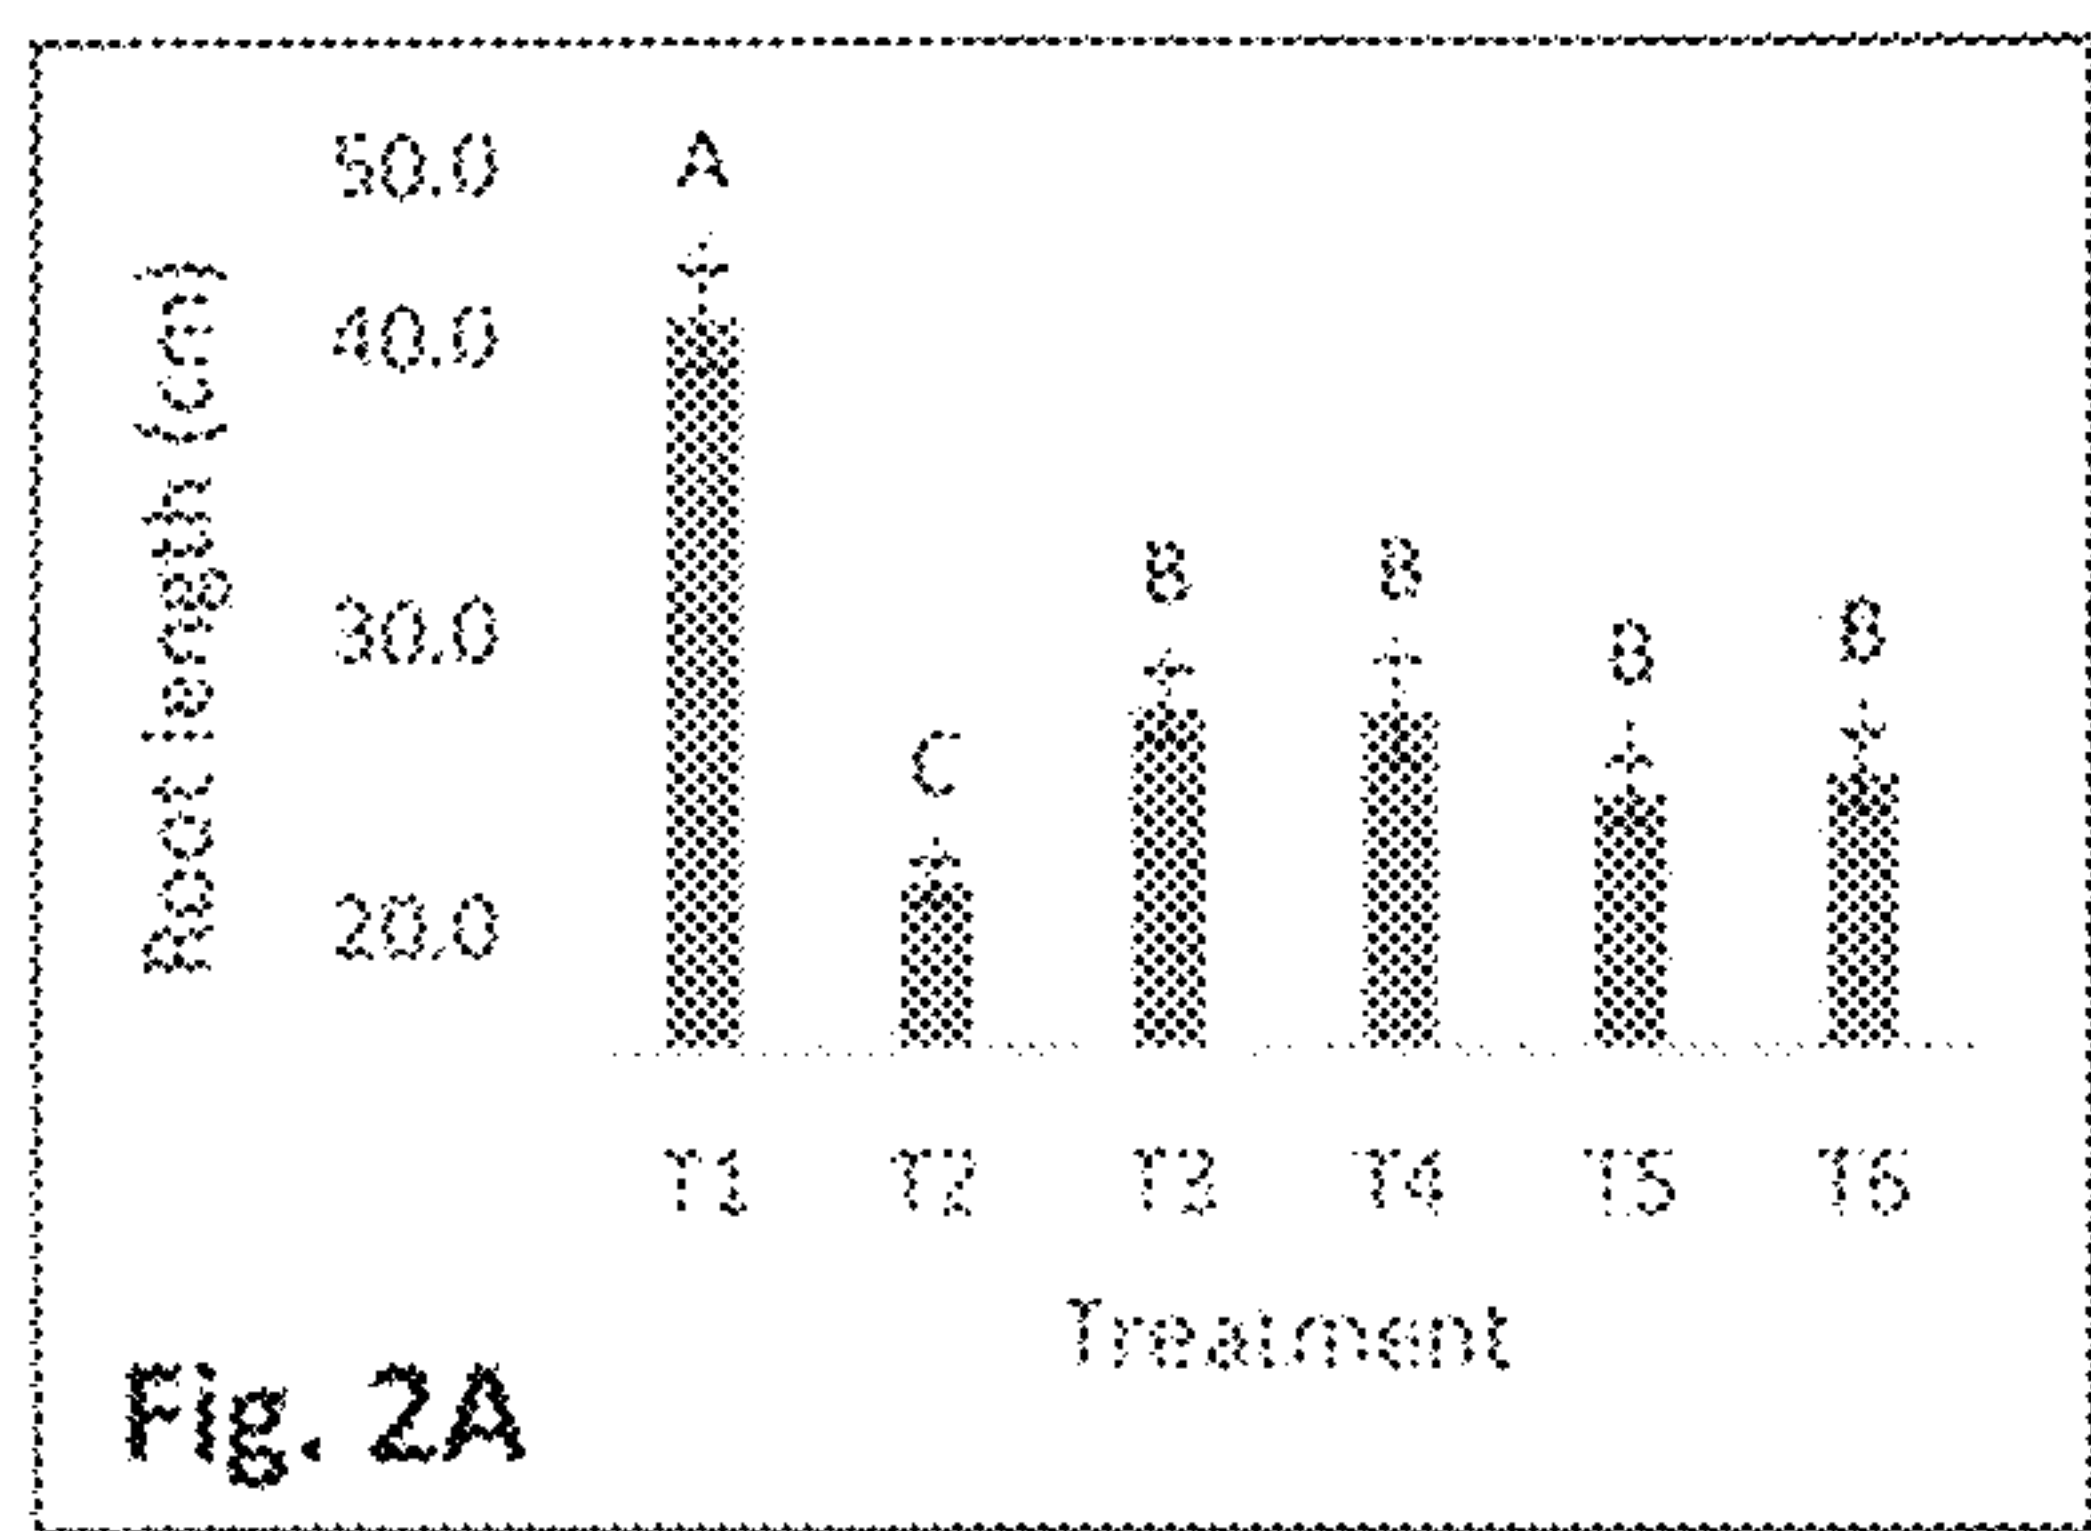 Root length (cm)
50.0
40.0
30.0
20.0
A
C
B
B
B
B
T1 T2 T3 T4 T5 T6
Treatment
Fig. 2A